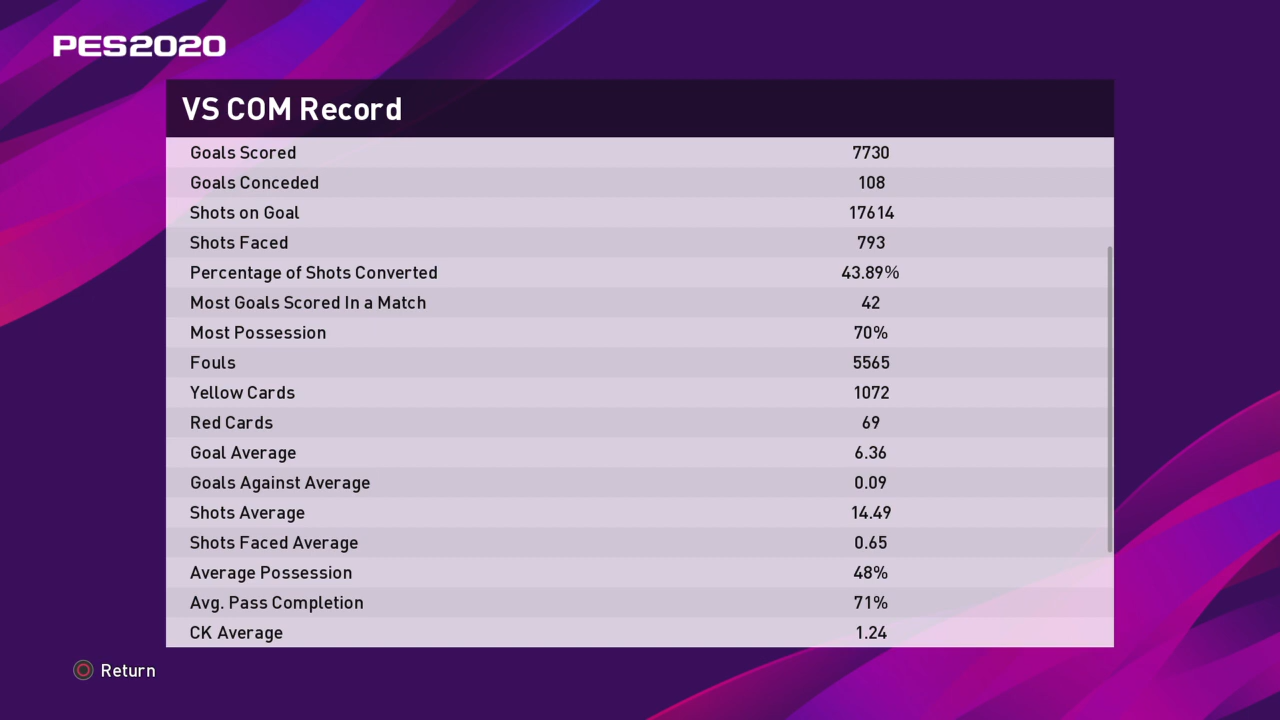 PES2020
VS COM Record
Goals Scored 7730
Goals Conceded 108
Shots on Goal 17614
Shots Faced 793
Percentage of Shots Converted 43.89%
Most Goals Scored In a Match 42
Most Possession 70%
Fouls 5565
Yellow Cards 1072
Red Cards 69
Goal Average 6.36
Goals Against Average 0.09
Shots Average 14.49
Shots Faced Average 0.65
Average Possession 48%
Avg. Pass Completion 71%
CK Average 1.24
Return